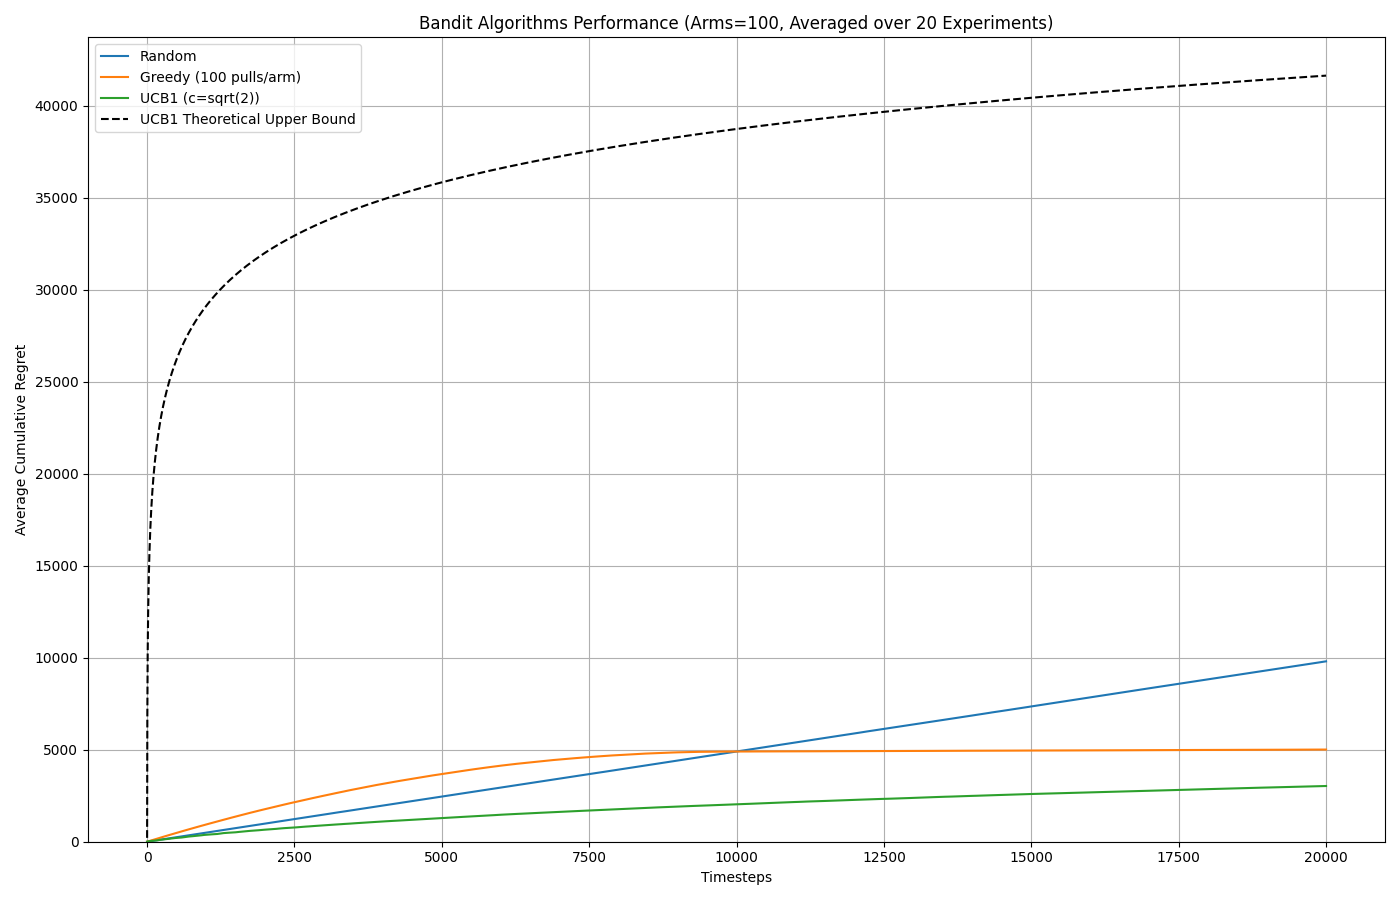 Bandit Algorithms Performance (Arms=100, Averaged over 20 Experiments)
Random
Greedy (100 pulls/arm)
UCB1 (c=sqrt(2))
UCB1 Theoretical Upper Bound
Average Cumulative Regret
40000
35000
30000
25000
20000
15000
10000
5000
0
0
2500
5000
7500
10000
12500
15000
17500
20000
Timesteps